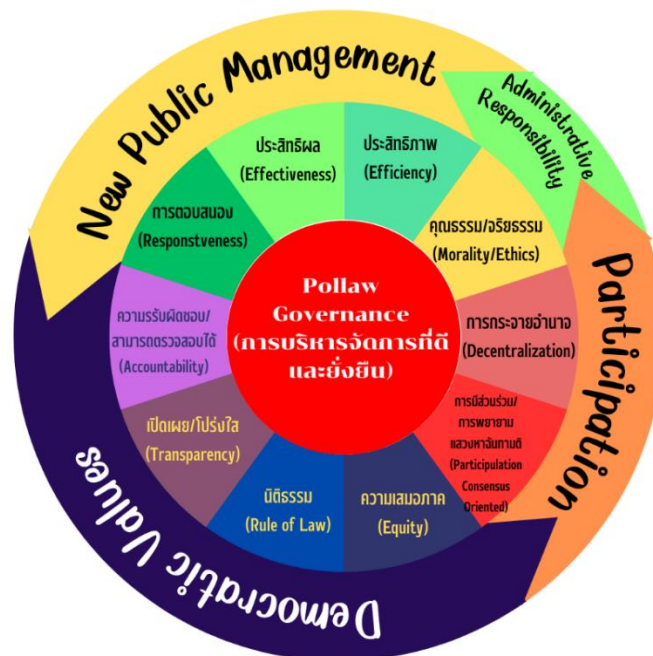 New Public Management
Administrative
Responsibility
Participation
Democratic Values
ประสิทธิผล
(Effectiveness)
ประสิทธิภาพ
(Efficiency)
คุณธรรม/จริยธรรม
(Morality/Ethics)
การกระจายอำนาจ
(Decentralization)
การมีส่วนร่วม/
การพยายาม
แสวงหาฉันทามติ
(Participulation
Consensus
Oriented)
ความเสมอภาค
(Equity)
นิติธรรม
(Rule of Law)
เปิดเผย/โปร่งใส
(Transparency)
ความรรับผิดชอบ/
สามารถตรวจสอบได้
(Accountability)
การตอบสนอง
(Responstveness)
Pollaw
Governance
(การบริหารจัดการที่ดี
และยั่งยืน)